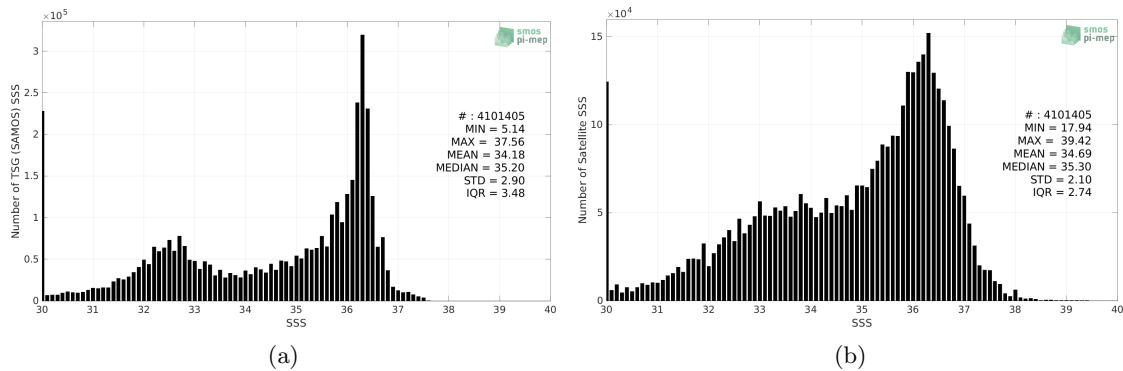 ×10⁵
3
2.5
2
1.5
1
0.5
0
Number of TSG (SAMOS) SSS
30 31 32 33 34 35 36 37 38 39 40
SSS
smos
pi-mep
# : 4101405
MIN = 5.14
MAX = 37.56
MEAN = 34.18
MEDIAN = 35.20
STD = 2.90
IQR = 3.48
(a)
×10⁴
15
10
5
0
Number of Satellite SSS
30 31 32 33 34 35 36 37 38 39 40
SSS
smos
pi-mep
# : 4101405
MIN = 17.94
MAX = 39.42
MEAN = 34.69
MEDIAN = 35.30
STD = 2.10
IQR = 2.74
(b)